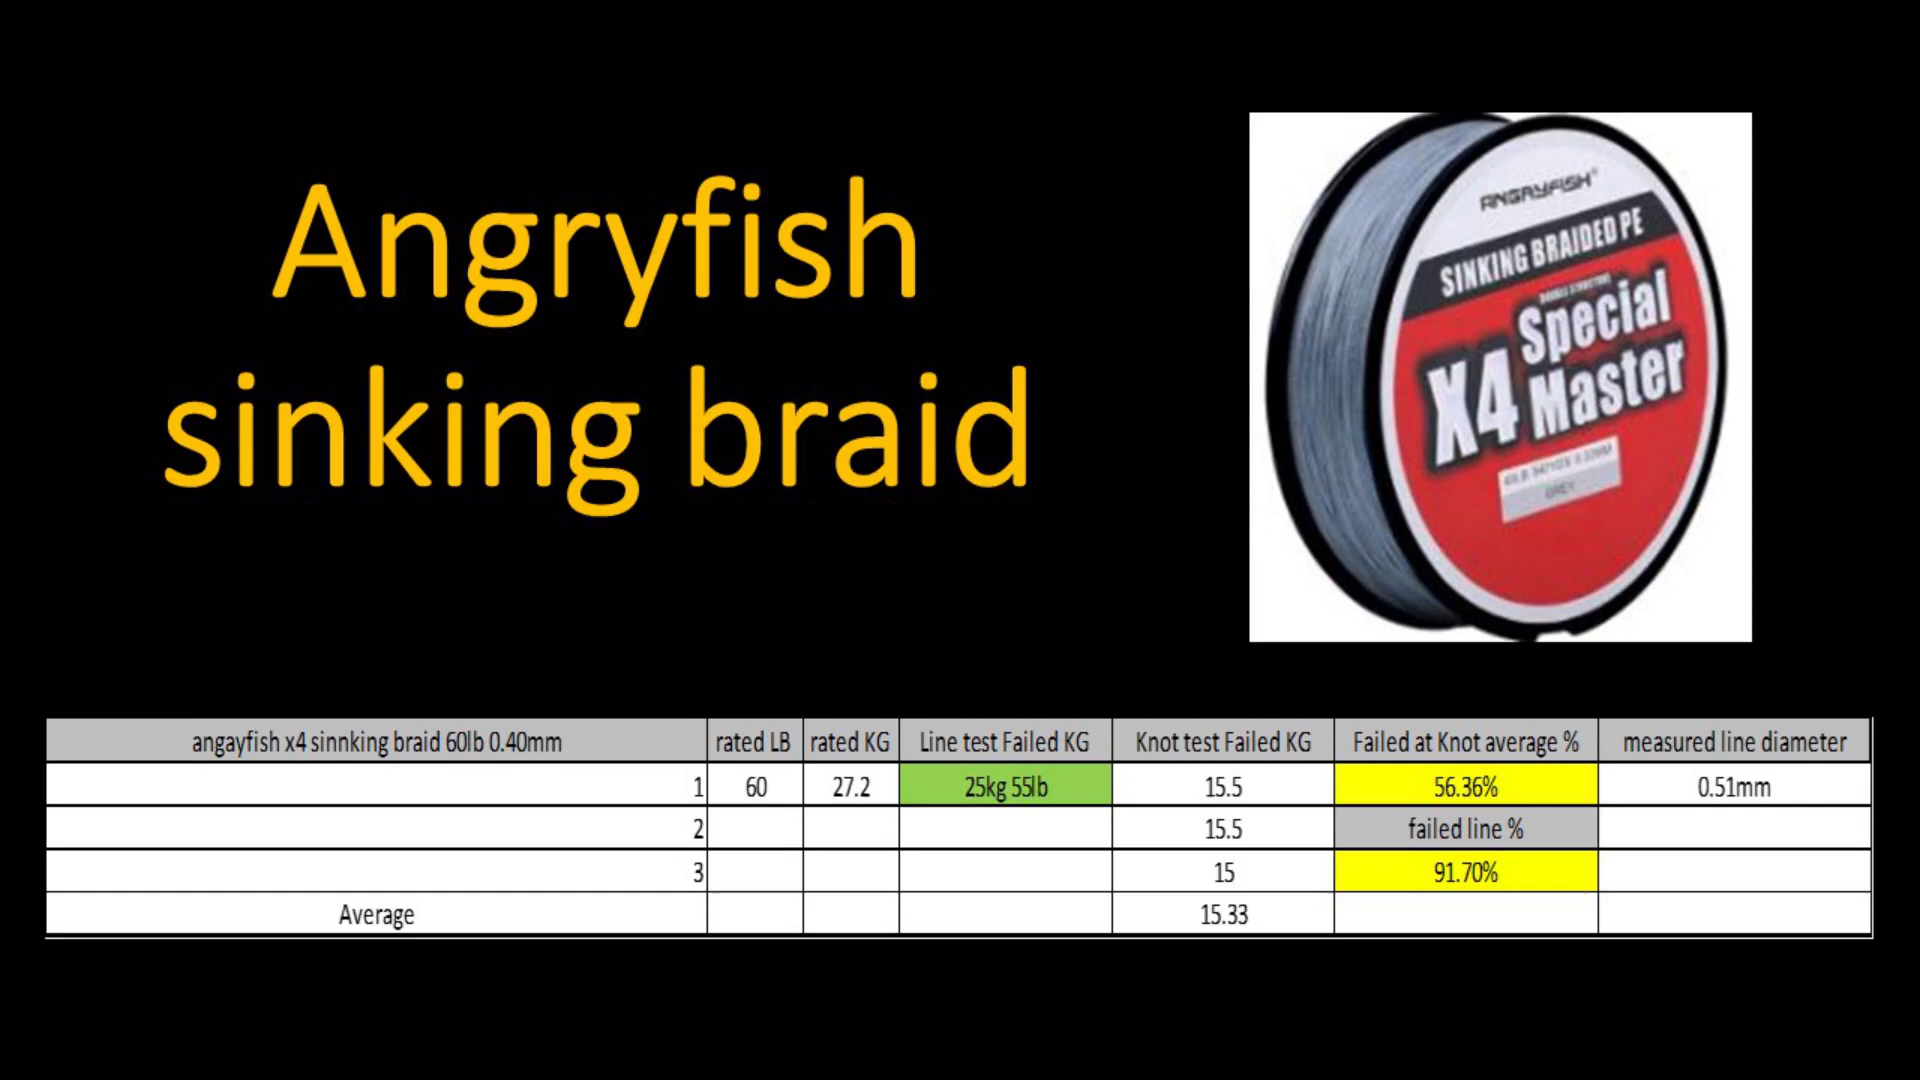 Angryfish
sinking braid
ANGRYFISH
SINKING BRAIDED PE
Special
X4 Master
GREY
angayfish x4 sinnking braid 60lb 0.40mm rated LB rated KG Line test Failed KG Knot test Failed KG Failed at Knot average % measured line diameter
1 60 27.2 25kg 55lb 15.5 56.36% 0.51mm
2 15.5 failed line %
3 15 91.70%
Average 15.33